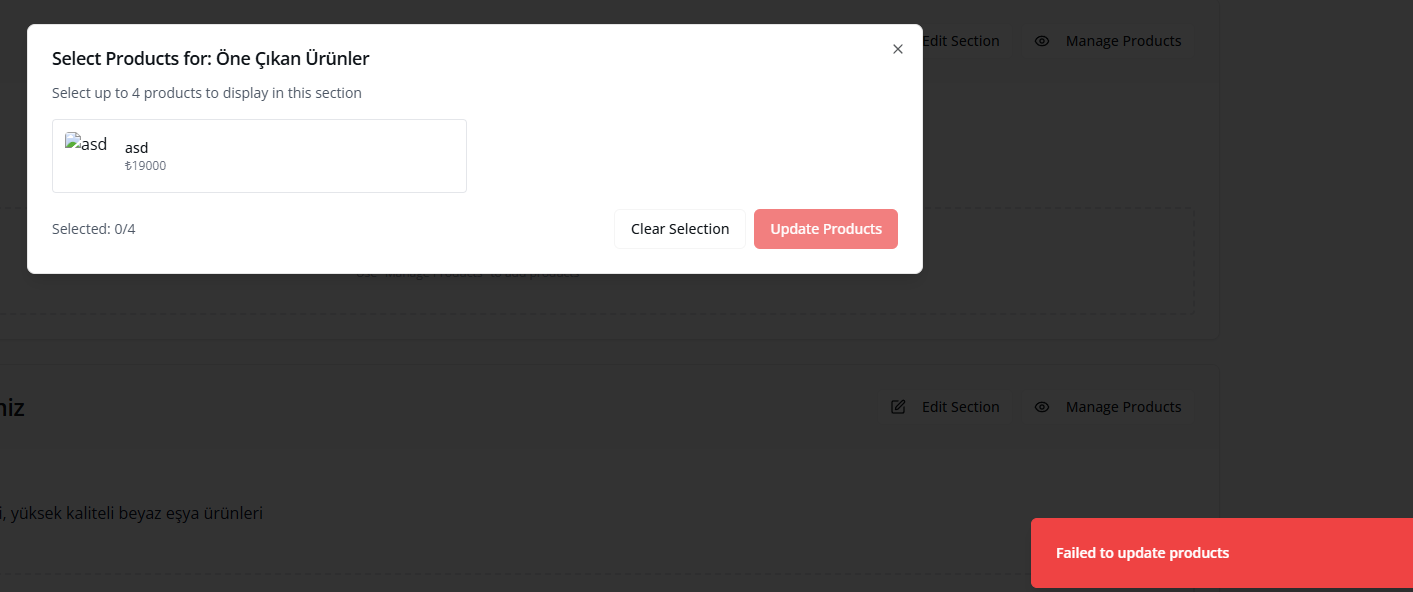 Select Products for: Öne Çıkan Ürünler
Edit Section
Manage Products
Select up to 4 products to display in this section
asd
asd
₺19000
Selected: 0/4
Clear Selection
Update Products
niz
Edit Section
Manage Products
i, yüksek kaliteli beyaz eşya ürünleri
Failed to update products